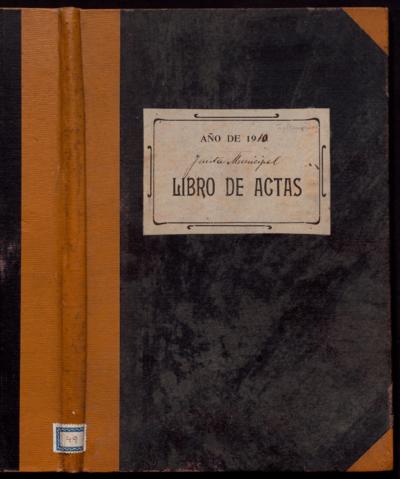 AÑO DE 1910
Junta Municipal
LIBRO DE ACTAS
49